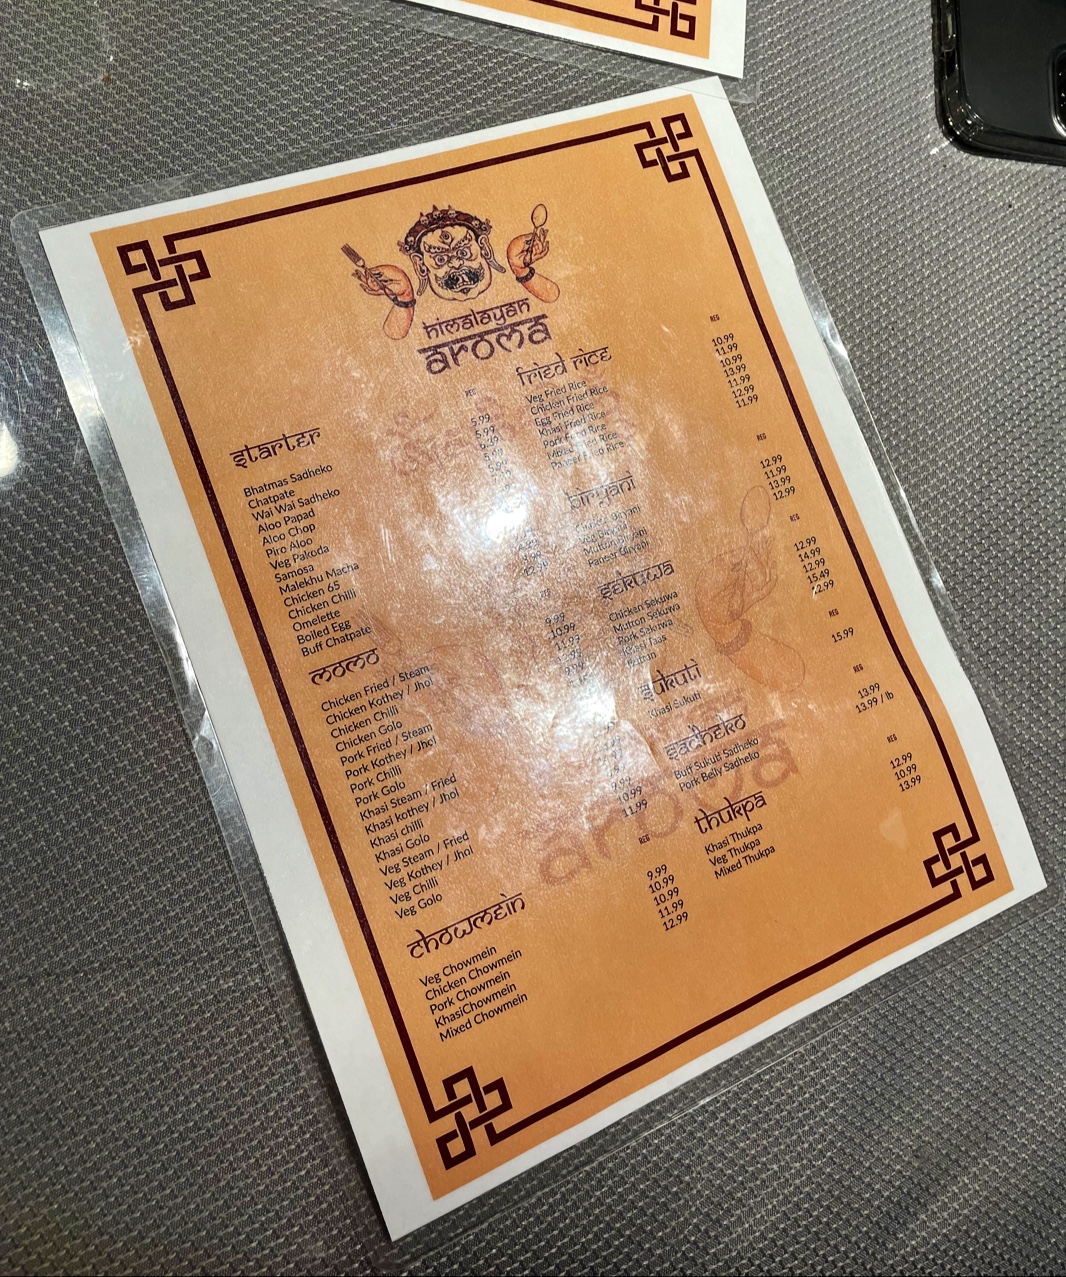 himalayan
aroma
starter
REG
Bhatmas Sadheko 5.99
Chatpate 5.99
Wai Wai Sadheko
Aloo Papad
Aloo Chop
Piro Aloo
Veg Pakoda
Samosa
Malekhu Macha
Chicken 65
Chicken Chilli
Omelette
Boiled Egg
Buff Chatpate
momo
Chicken Fried / Steam 9.99
Chicken Kothey / Jhol 10.99
Chicken Chilli 11.99
Chicken Golo
Pork Fried / Steam
Pork Kothey / Jhol
Pork Chilli
Pork Golo
Khasi Steam / Fried
Khasi kothey / Jhol
Khasi chilli
Khasi Golo
Veg Steam / Fried
Veg Kothey / Jhol 9.99
Veg Chilli 10.99
Veg Golo 11.99
chowmein
REG
Veg Chowmein 9.99
Chicken Chowmein 10.99
Pork Chowmein 10.99
KhasiChowmein 11.99
Mixed Chowmein 12.99
fried rice
REG
Veg Fried Rice 10.99
Chicken Fried Rice 11.99
Egg Fried Rice 10.99
Khasi Fried Rice 13.99
Pork Fried Rice 11.99
Mixed Fried Rice 12.99
Paneer Fried Rice 11.99
biryani
REG
Chicken Biryani 12.99
Veg Biryani 11.99
Mutton Biryani 13.99
Paneer Biryani 12.99
sekuwa
REG
Chicken Sekuwa 12.99
Mutton Sekuwa 14.99
Pork Sekuwa 12.99
Taas 15.49
12.99
sukuti
Khasi Sukuti 15.99
sadheko
REG
Buff Sukuti Sadheko 13.99
Pork Belly Sadheko 13.99 / lb
thukpa
REG
Khasi Thukpa 12.99
Veg Thukpa 10.99
Mixed Thukpa 13.99
aroma